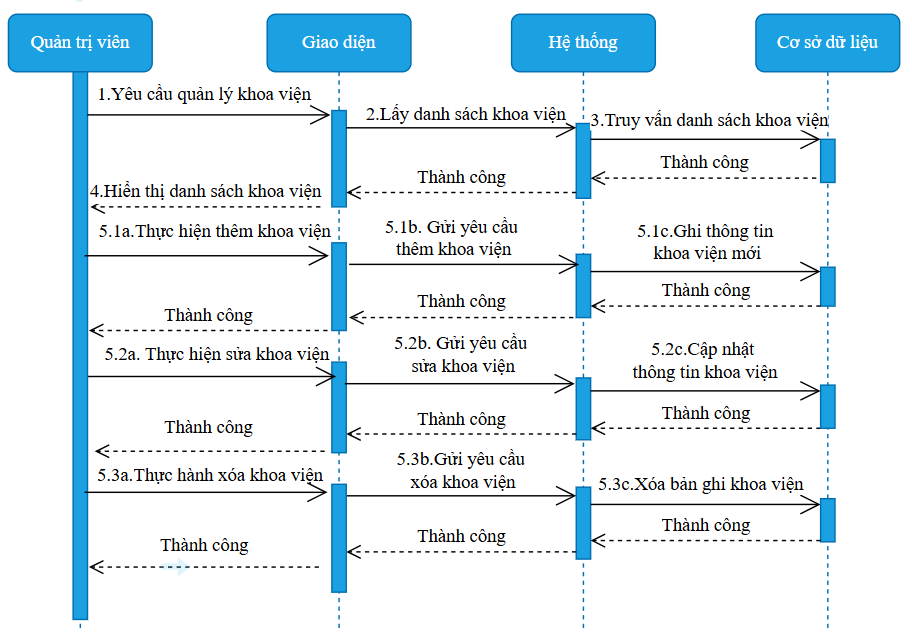 Quản trị viên
Giao diện
Hệ thống
Cơ sở dữ liệu
1.Yêu cầu quản lý khoa viện
2.Lấy danh sách khoa viện
3.Truy vấn danh sách khoa viện
Thành công
Thành công
4.Hiển thị danh sách khoa viện
5.1a.Thực hiện thêm khoa viện
5.1b. Gửi yêu cầu
thêm khoa viện
5.1c.Ghi thông tin
khoa viện mới
Thành công
Thành công
Thành công
5.2a. Thực hiện sửa khoa viện
5.2b. Gửi yêu cầu
sửa khoa viện
5.2c.Cập nhật
thông tin khoa viện
Thành công
Thành công
Thành công
5.3a.Thực hành xóa khoa viện
5.3b.Gửi yêu cầu
xóa khoa viện
5.3c.Xóa bản ghi khoa viện
Thành công
Thành công
Thành công